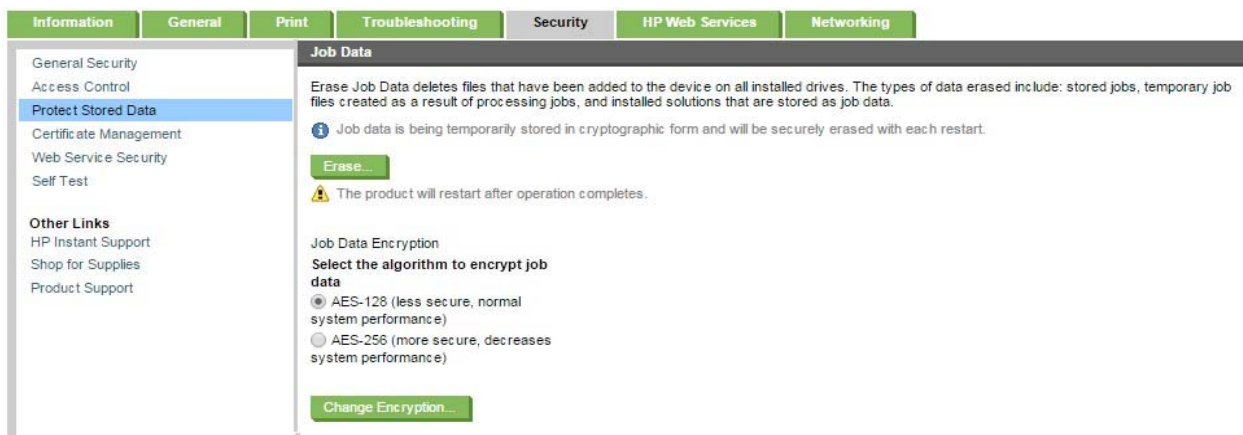 Information General Print Troubleshooting Security HP Web Services Networking
General Security
Access Control
Protect Stored Data
Certificate Management
Web Service Security
Self Test
Other Links
HP Instant Support
Shop for Supplies
Product Support
Job Data
Erase Job Data deletes files that have been added to the device on all installed drives. The types of data erased include: stored jobs, temporary job
files created as a result of processing jobs, and installed solutions that are stored as job data.
Job data is being temporarily stored in cryptographic form and will be securely erased with each restart.
Erase...
The product will restart after operation completes.
Job Data Encryption
Select the algorithm to encrypt job
data
AES-128 (less secure, normal
system performance)
AES-256 (more secure, decreases
system performance)
Change Encryption...